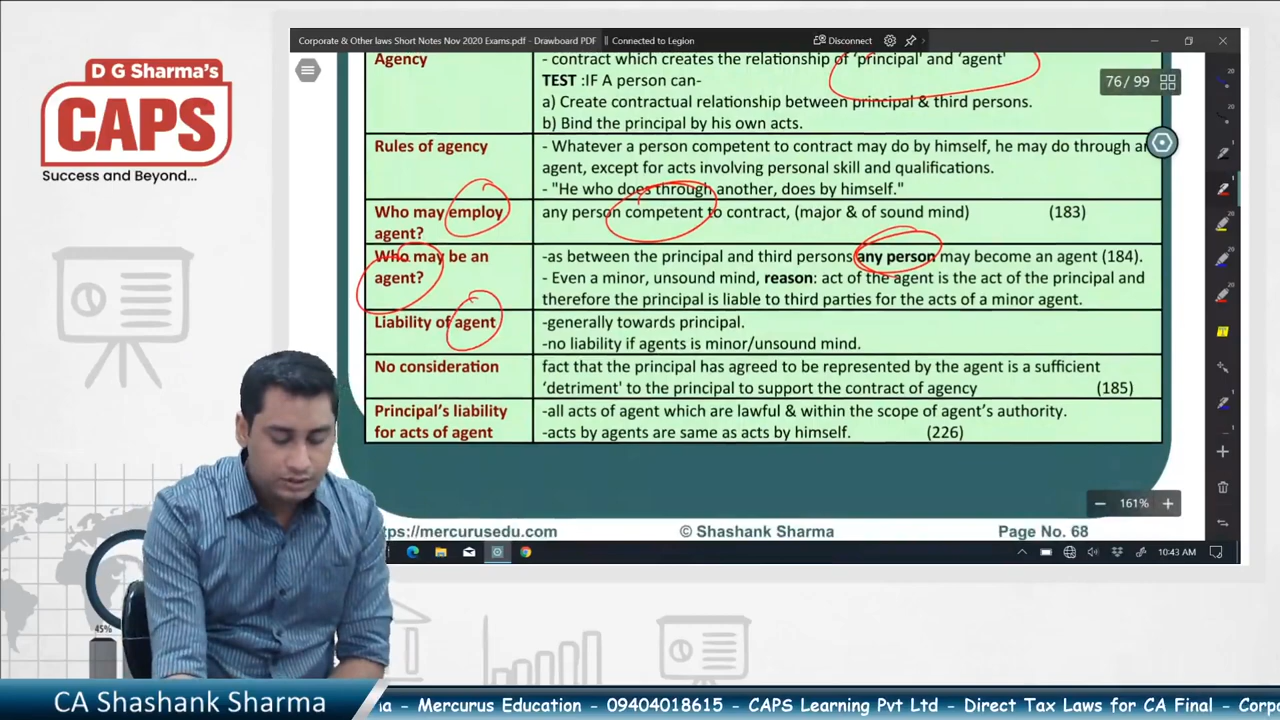 D G Sharma's
CAPS
Success and Beyond...
Corporate & Other laws Short Notes Nov 2020 Exams.pdf - Drawboard PDF
Connected to Legion
Disconnect
76 / 99
Agency
- contract which creates the relationship of 'principal' and 'agent'
TEST :IF A person can-
a) Create contractual relationship between principal & third persons.
b) Bind the principal by his own acts.
Rules of agency
- Whatever a person competent to contract may do by himself, he may do through
agent, except for acts involving personal skill and qualifications.
- "He who does through another, does by himself."
Who may employ
agent?
any person competent to contract, (major & of sound mind) (183)
Who may be an
agent?
-as between the principal and third persons any person may become an agent (184).
- Even a minor, unsound mind, reason: act of the agent is the act of the principal and
therefore the principal is liable to third parties for the acts of a minor agent.
Liability of agent
-generally towards principal.
-no liability if agents is minor/unsound mind.
No consideration
fact that the principal has agreed to be represented by the agent is a sufficient
'detriment' to the principal to support the contract of agency (185)
Principal's liability
for acts of agent
-all acts of agent which are lawful & within the scope of agent's authority.
-acts by agents are same as acts by himself. (226)
161%
ttps://mercurusedu.com
© Shashank Sharma
Page No. 68
10:43 AM
45%
CA Shashank Sharma
- Mercurus Education - 09404018615 - CAPS Learning Pvt Ltd - Direct Tax Laws for CA Final - Corpo